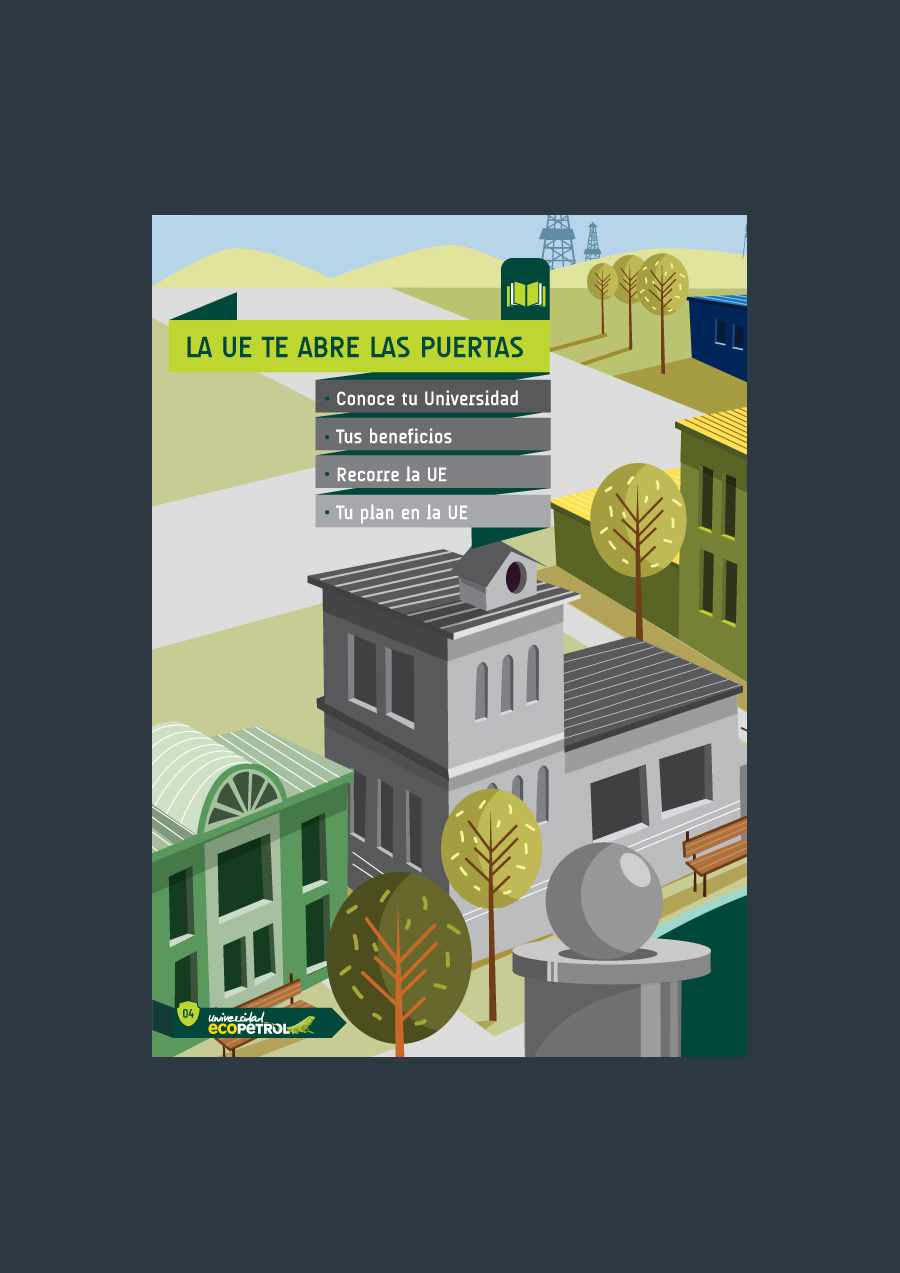 LA UE TE ABRE LAS PUERTAS
• Conoce tu Universidad
• Tus beneficios
• Recorre la UE
• Tu plan en la UE
04
Universidad
ECOPETROL